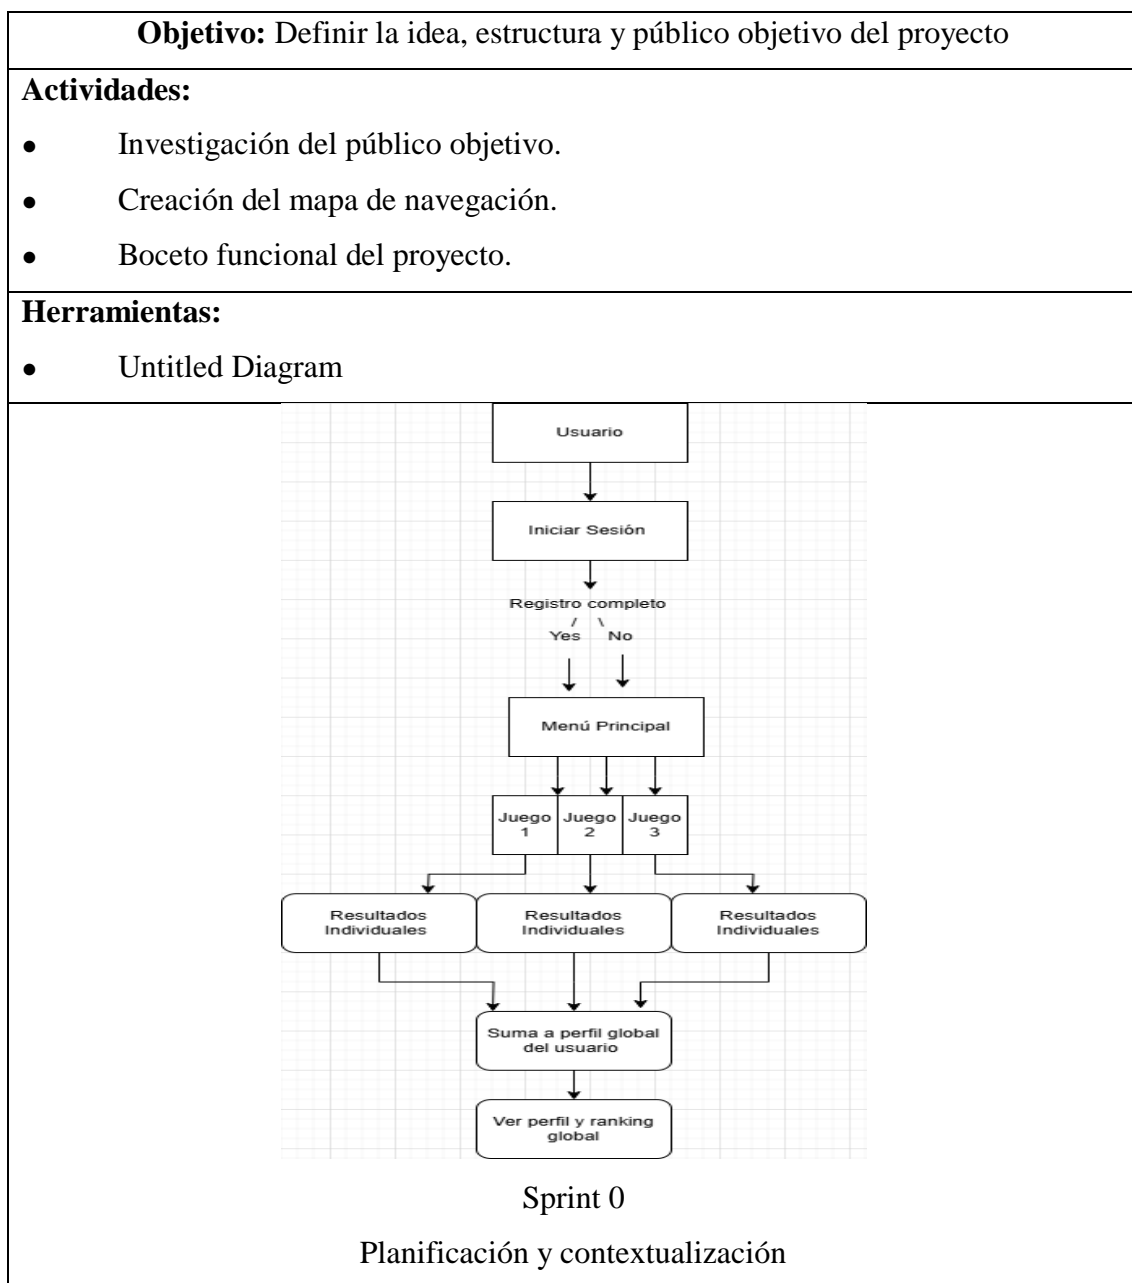 Objetivo: Definir la idea, estructura y público objetivo del proyecto
Actividades:
● Investigación del público objetivo.
● Creación del mapa de navegación.
● Boceto funcional del proyecto.
Herramientas:
● Untitled Diagram
Usuario
Iniciar Sesión
Registro completo
Yes No
Menú Principal
Juego 1
Juego 2
Juego 3
Resultados
Individuales
Resultados
Individuales
Resultados
Individuales
Suma a perfil global
del usuario
Ver perfil y ranking
global
Sprint 0
Planificación y contextualización